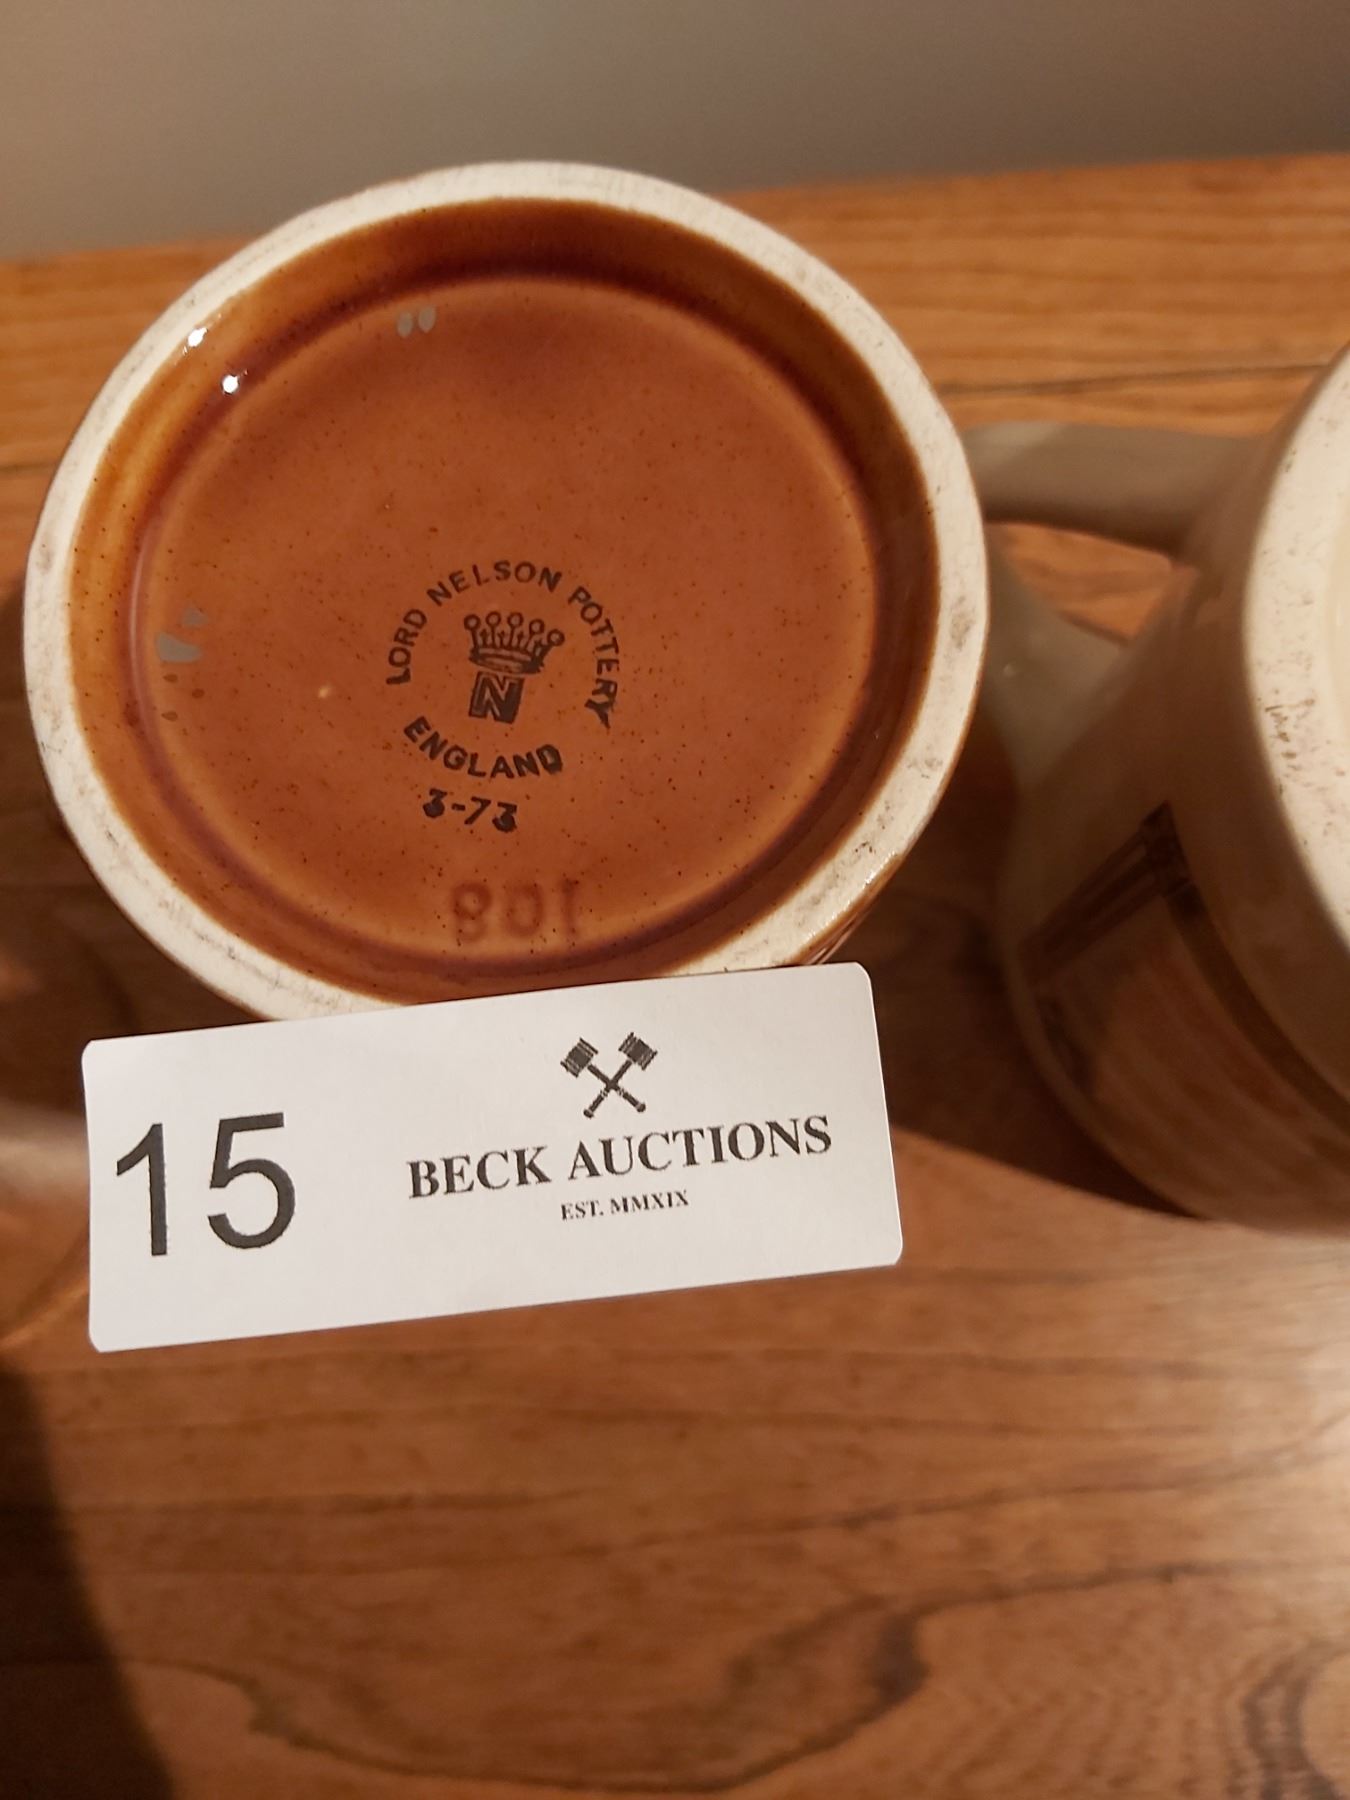 LORD NELSON POTTERY
N
ENGLAND
3-73
108
15
BECK AUCTIONS
EST. MMXIX